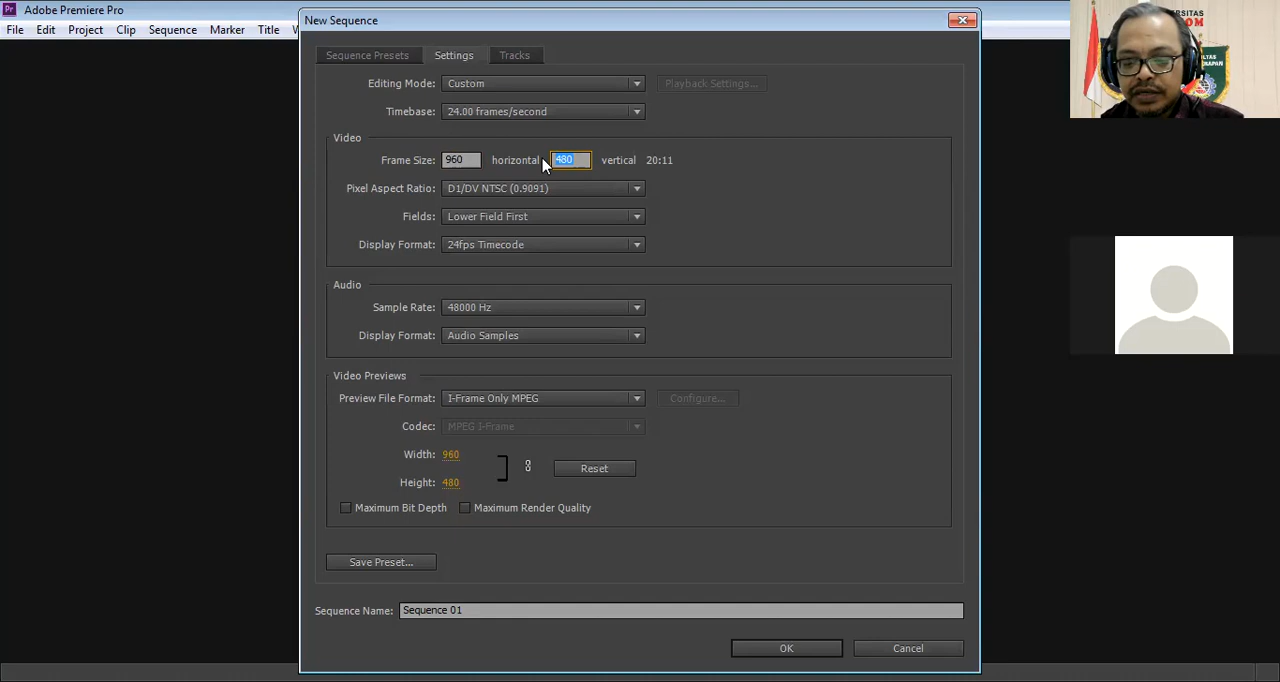 Adobe Premiere Pro
File Edit Project Clip Sequence Marker Title
New Sequence
Sequence Presets Settings Tracks
Editing Mode: Custom Playback Settings...
Timebase: 24.00 frames/second
Video
Frame Size: 960 horizontal 480 vertical 20:11
Pixel Aspect Ratio: D1/DV NTSC (0.9091)
Fields: Lower Field First
Display Format: 24fps Timecode
Audio
Sample Rate: 48000 Hz
Display Format: Audio Samples
Video Previews
Preview File Format: I-Frame Only MPEG Configure...
Codec: MPEG I-Frame
Width: 960
Height: 480
Reset
Maximum Bit Depth Maximum Render Quality
Save Preset...
Sequence Name: Sequence 01
OK Cancel